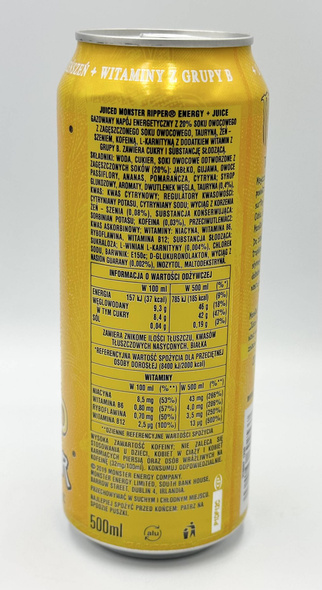 SZEŃ + WITAMINY Z GRUPY B
JUICED MONSTER RIPPER® ENERGY + JUICE
GAZOWANY NAPÓJ ENERGETYCZNY Z 20% SOKU OWOCOWEGO
Z ZAGĘSZCZONEGO SOKU OWOCOWEGO, TAURYNĄ, ŻEŃ -
SZENIEM, KOFEINĄ, L-KARNITYNĄ Z DODATKIEM WITAMIN Z
GRUPY B. ZAWIERA CUKRY I SUBSTANCJĘ SŁODZĄCĄ.
SKŁADNIKI: WODA, CUKIER, SOKI OWOCOWE ODTWORZONE Z
ZAGĘSZCZONYCH SOKÓW (20%): JABŁKO, GUJAWA, OWOCE
PASSIFLORY, ANANAS, POMARAŃCZA, CYTRYNA; SYROP
GLUKOZOWY, AROMATY, DWUTLENEK WĘGLA, TAURYNA (0,4%),
KWAS: KWAS CYTRYNOWY; REGULATORY KWASOWOŚCI:
CYTRYNIANY POTASU, CYTRYNIANY SODU; WYCIĄG Z KORZENIA
ŻEŃ - SZENIA (0,08%), SUBSTANCJA KONSERWUJĄCA:
SORBINIAN POTASU; KOFEINA (0,03%), PRZECIWUTLENIACZ:
KWAS ASKORBINOWY; WITAMINY: NIACYNA, WITAMINA B6,
RYBOFLAWINA, WITAMINA B12; SUBSTANCJA SŁODZĄCA:
SUKRALOZA; L-WINIAN L-KARNITYNY (0,004%), CHLOREK
SODU, BARWNIK: E150c; D-GLUKURONOLAKTON, WYCIĄG Z
NASION GUARANY (0,002%), INOZYTOL, MALTODEKSTRYNA.
INFORMACJA O WARTOŚCI ODŻYWCZEJ
W 100 ml W 500 ml (%*)
ENERGIA 157 kJ (37 kcal) 785 kJ (185 kcal) (9%)
WĘGLOWODANY 9,3 g 46 g (18%)
W TYM CUKRY 8,4 g 42 g (47%)
SÓL 0,04 g 0,19 g (3%)
ZAWIERA ZNIKOME ILOŚCI TŁUSZCZU, KWASÓW
TŁUSZCZOWYCH NASYCONYCH, BIAŁKA
*REFERENCYJNA WARTOŚĆ SPOŻYCIA DLA PRZECIĘTNEJ
OSOBY DOROSŁEJ (8400 kJ/2000 kcal)
WITAMINY
W 100 ml (%**) W 500 ml (%**)
NIACYNA 8,5 mg (53%) 43 mg (266%)
WITAMINA B6 0,80 mg (57%) 4,0 mg (286%)
RYBOFLAWINA 0,70 mg (50%) 3,5 mg (250%)
WITAMINA B12 2,5 µg (100%) 13 µg (500%)
**DZIENNE REFERENCYJNE WARTOŚCI SPOŻYCIA
WYSOKA ZAWARTOŚĆ KOFEINY, NIE ZALECA SIĘ
STOSOWANIA U DZIECI, KOBIET W CIĄŻY I KOBIET
KARMIĄCYCH PIERSIĄ ORAZ OSÓB WRAŻLIWYCH NA
KOFEINĘ (32mg/100ml). KONSUMUJ ODPOWIEDZIALNIE.
© 2019 MONSTER ENERGY COMPANY.
MONSTER ENERGY LIMITED, SOUTH BANK HOUSE,
BARROW STREET, DUBLIN 4, IRLANDIA.
PRZECHOWYWAĆ W SUCHYM I CHŁODNYM MIEJSCU.
NAJLEPIEJ SPOŻYĆ PRZED KOŃCEM: PATRZ NA
SPODZIE PUSZKI.
500ml
alu